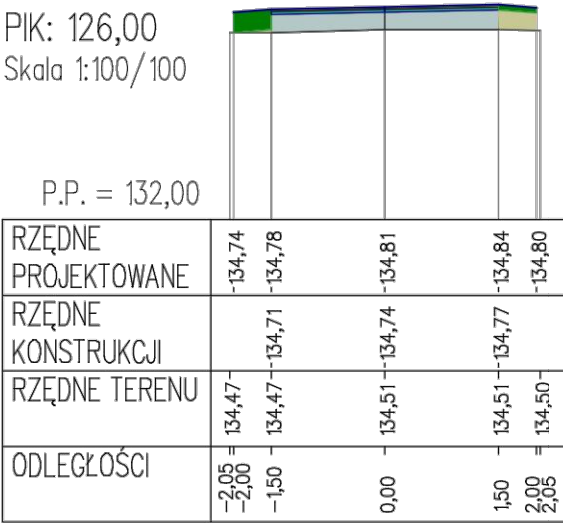 PIK: 126,00
Skala 1:100/100
P.P. = 132,00
RZĘDNE PROJEKTOWANE
134,74 134,78 134,81 134,84 134,80
RZĘDNE KONSTRUKCJI
134,71 134,74 134,77
RZĘDNE TERENU
134,47 134,47 134,51 134,51 134,50
ODLEGŁOŚCI
-2,05 -2,00 -1,50 0,00 1,50 2,00 2,05